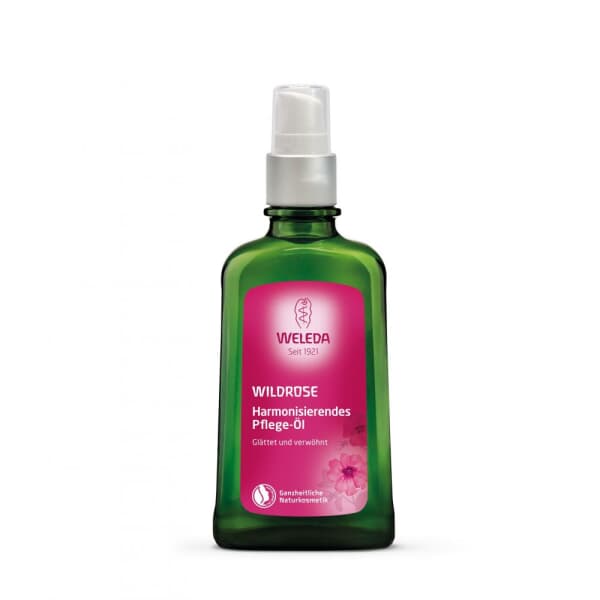 WELEDA
Seit 1921
WILDROSE
Harmonisierendes
Pflege-Öl
Glättet und verwöhnt
Ganzheitliche
Naturkosmetik